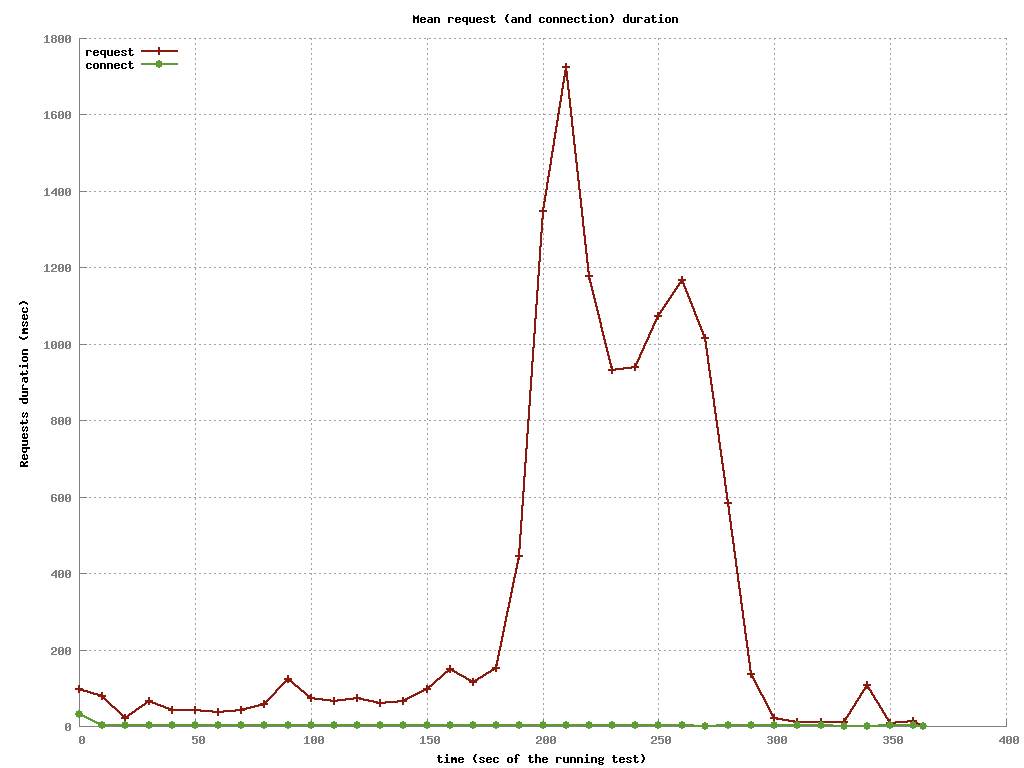 Mean request (and connection) duration
1800
request
connect
1600
1400
1200
1000
800
600
400
200
0
Requests duration (msec)
0 50 100 150 200 250 300 350 400
time (sec of the running test)